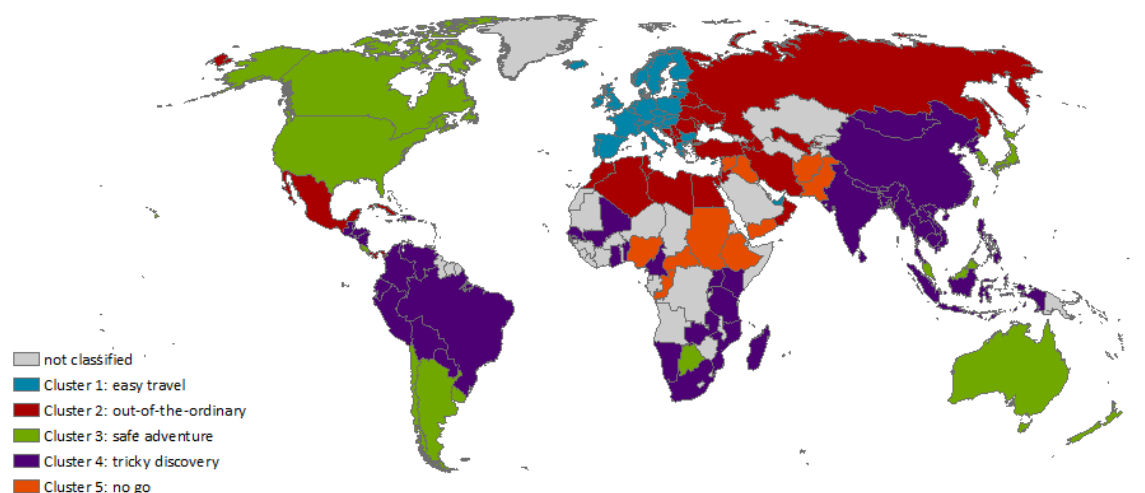 not classified
Cluster 1: easy travel
Cluster 2: out-of-the-ordinary
Cluster 3: safe adventure
Cluster 4: tricky discovery
Cluster 5: no go